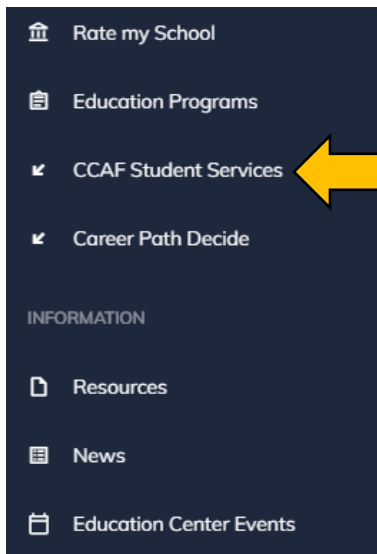 Rate my School
Education Programs
CCAF Student Services
Career Path Decide
INFORMATION
Resources
News
Education Center Events